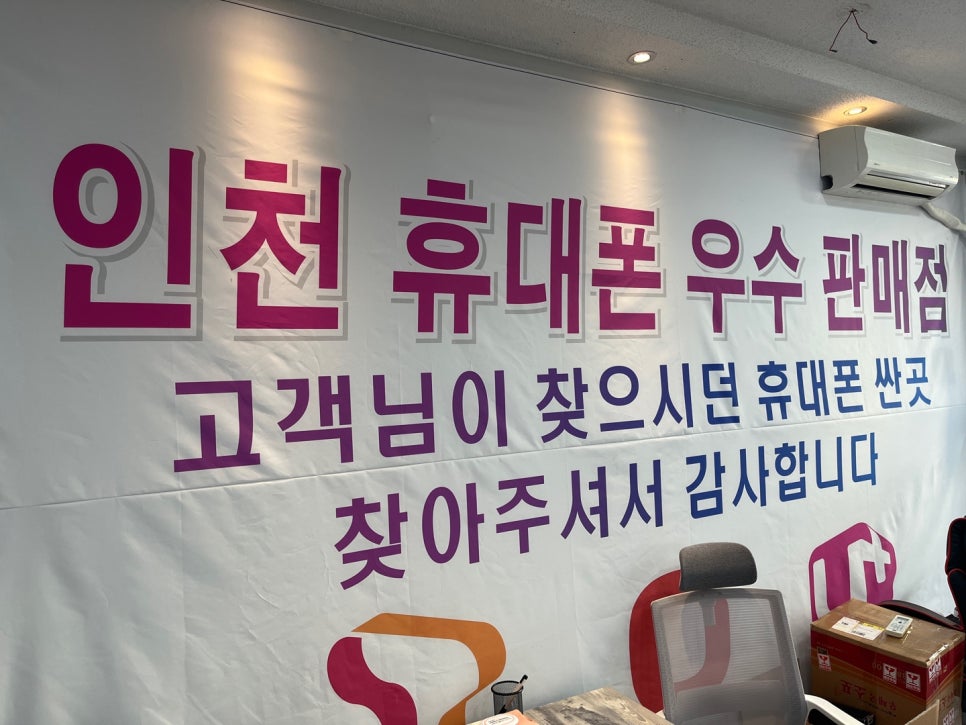 인천 휴대폰 우수 판매점
고객님이 찾으시던 휴대폰 싼곳
찾아주셔서 감사합니다
U+